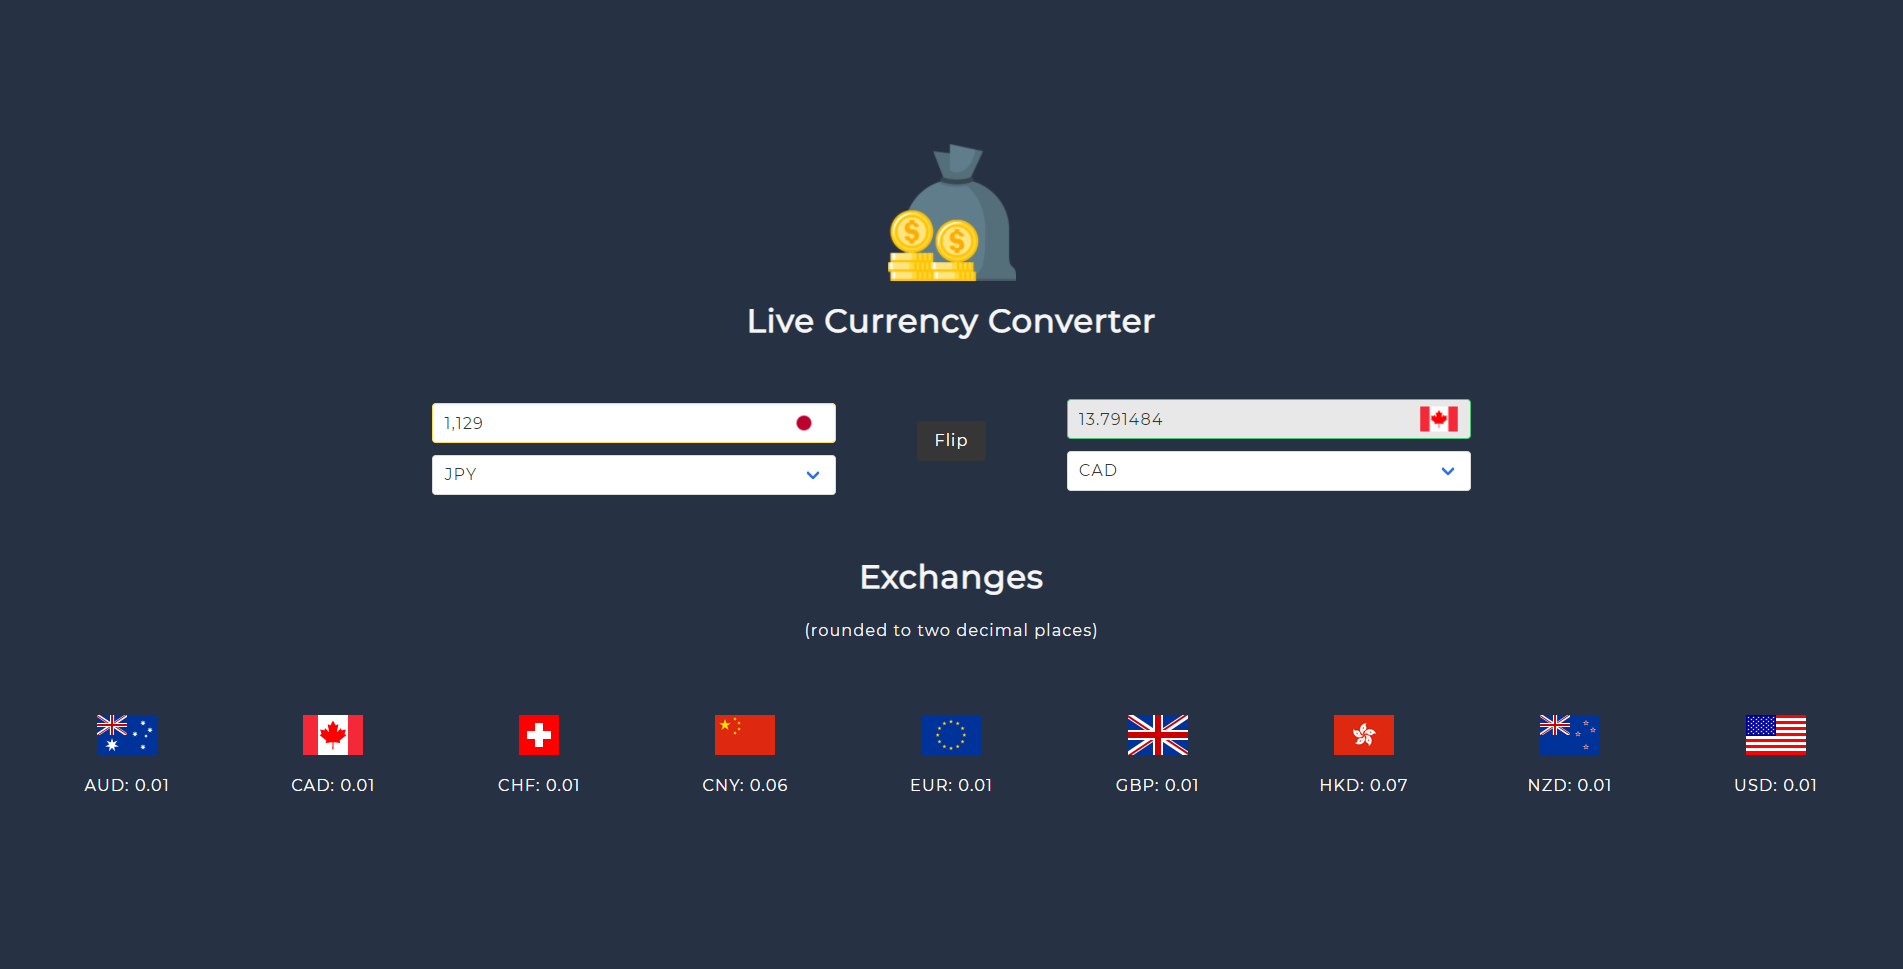 Live Currency Converter
1,129
13.791484
Flip
JPY
CAD
Exchanges
(rounded to two decimal places)
AUD: 0.01
CAD: 0.01
CHF: 0.01
CNY: 0.06
EUR: 0.01
GBP: 0.01
HKD: 0.07
NZD: 0.01
USD: 0.01